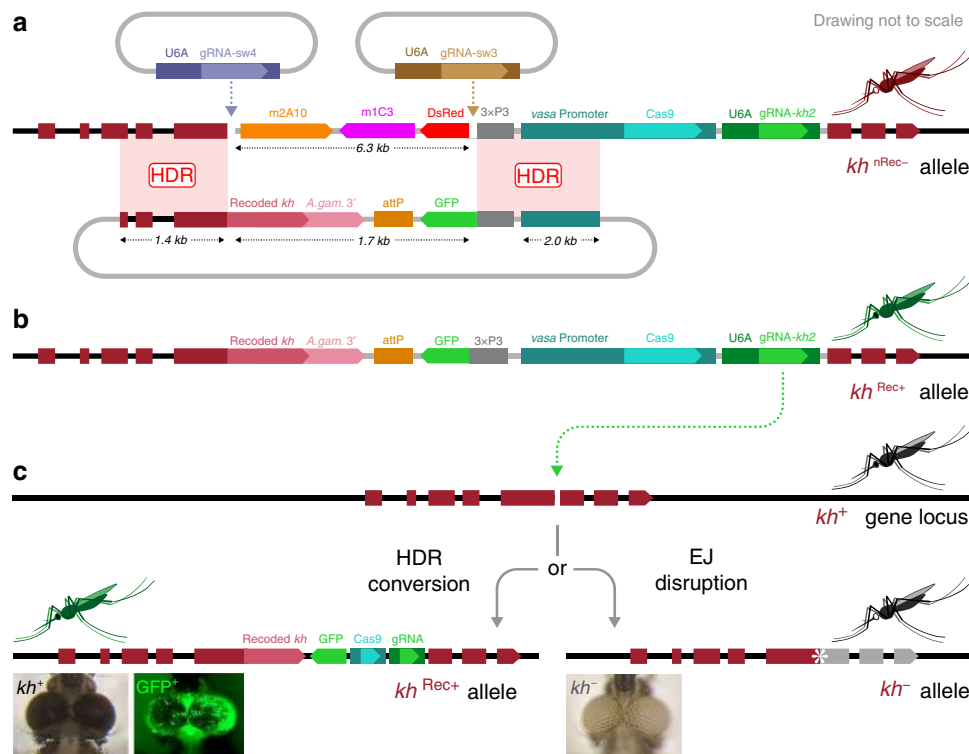 a
Drawing not to scale
U6A gRNA-sw4
U6A gRNA-sw3
m2A10 m1C3 DsRed 3×P3 vasa Promoter Cas9 U6A gRNA-kh2
6.3 kb
kh nRec– allele
HDR HDR
Recoded kh A.gam. 3′ attP GFP
1.4 kb 1.7 kb 2.0 kb
b
Recoded kh A.gam. 3′ attP GFP 3×P3 vasa Promoter Cas9 U6A gRNA-kh2
kh Rec+ allele
c
kh+ gene locus
HDR conversion
or
EJ disruption
Recoded kh GFP Cas9 gRNA
*
kh Rec+ allele
kh– allele
kh+
GFP+
kh–